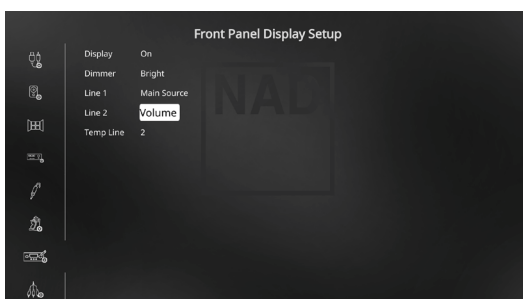 Front Panel Display Setup
Display On
Dimmer Bright
Line 1 Main Source
Line 2 Volume
Temp Line 2
NAD